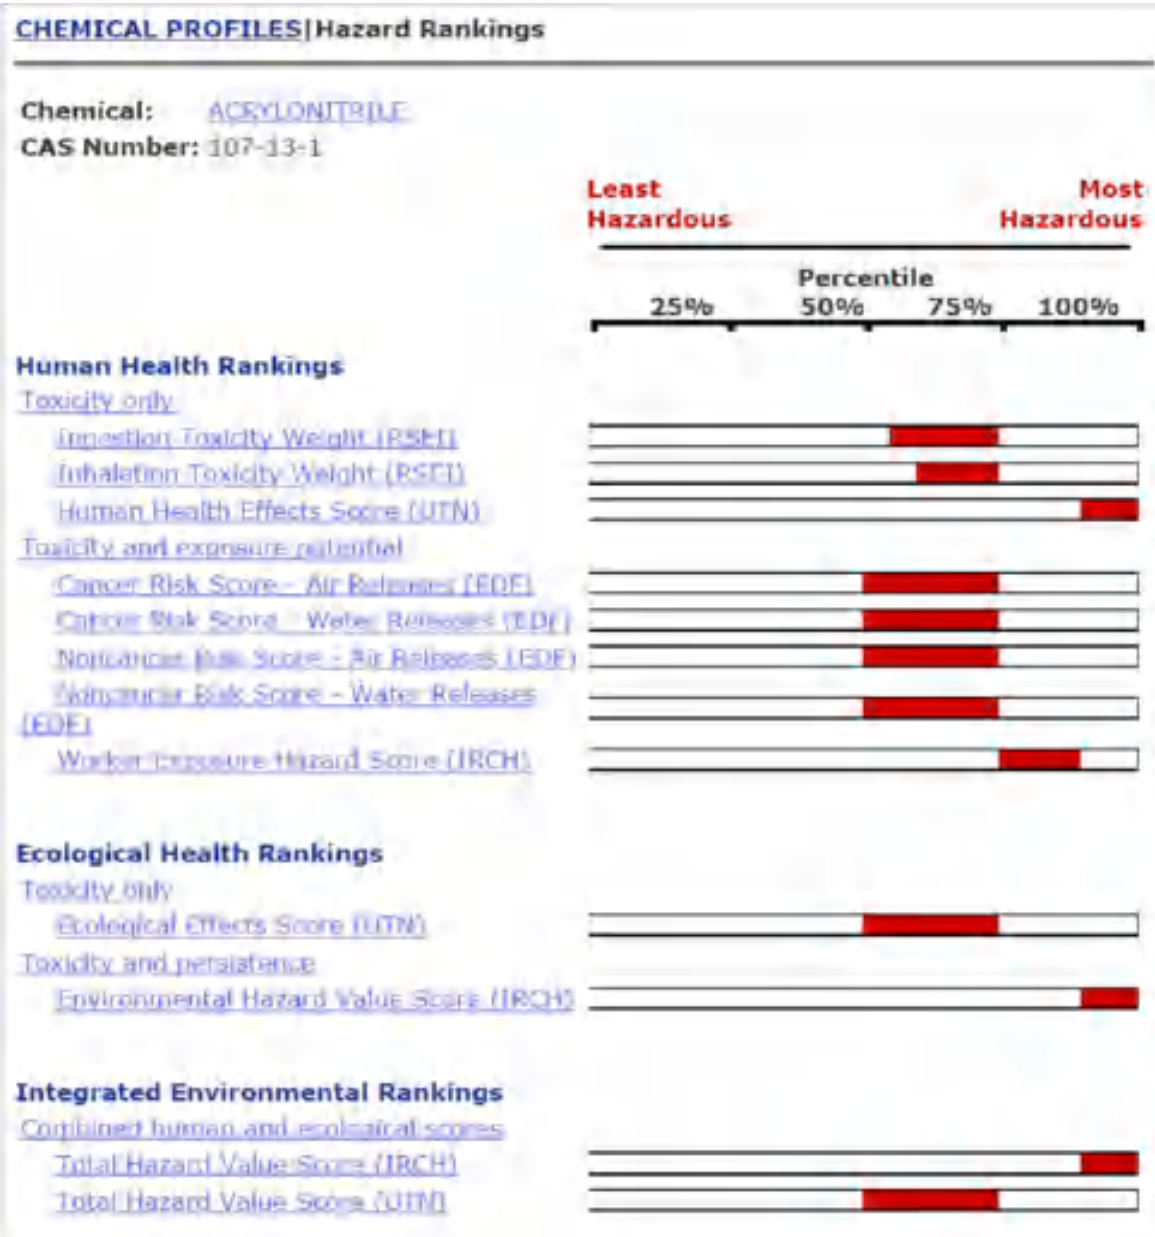 CHEMICAL PROFILES|Hazard Rankings
Chemical: ACRYLONITRILE
CAS Number: 107-13-1
Least Hazardous
Most Hazardous
Percentile
25% 50% 75% 100%
Human Health Rankings
Toxicity only
Ingestion Toxicity Weight (RSEI)
Inhalation Toxicity Weight (RSEI)
Human Health Effects Score (UTN)
Toxicity and exposure potential
Cancer Risk Score - Air Releases (EDF)
Cancer Risk Score - Water Releases (EDF)
Noncancer Risk Score - Air Releases (EDF)
Noncancer Risk Score - Water Releases
(EDF)
Worker Exposure Hazard Score (IRCH)
Ecological Health Rankings
Toxicity only
Ecological Effects Score (UTN)
Toxicity and persistence
Environmental Hazard Value Score (IRCH)
Integrated Environmental Rankings
Combined human and ecological scores
Total Hazard Value Score (IRCH)
Total Hazard Value Score (UTN)